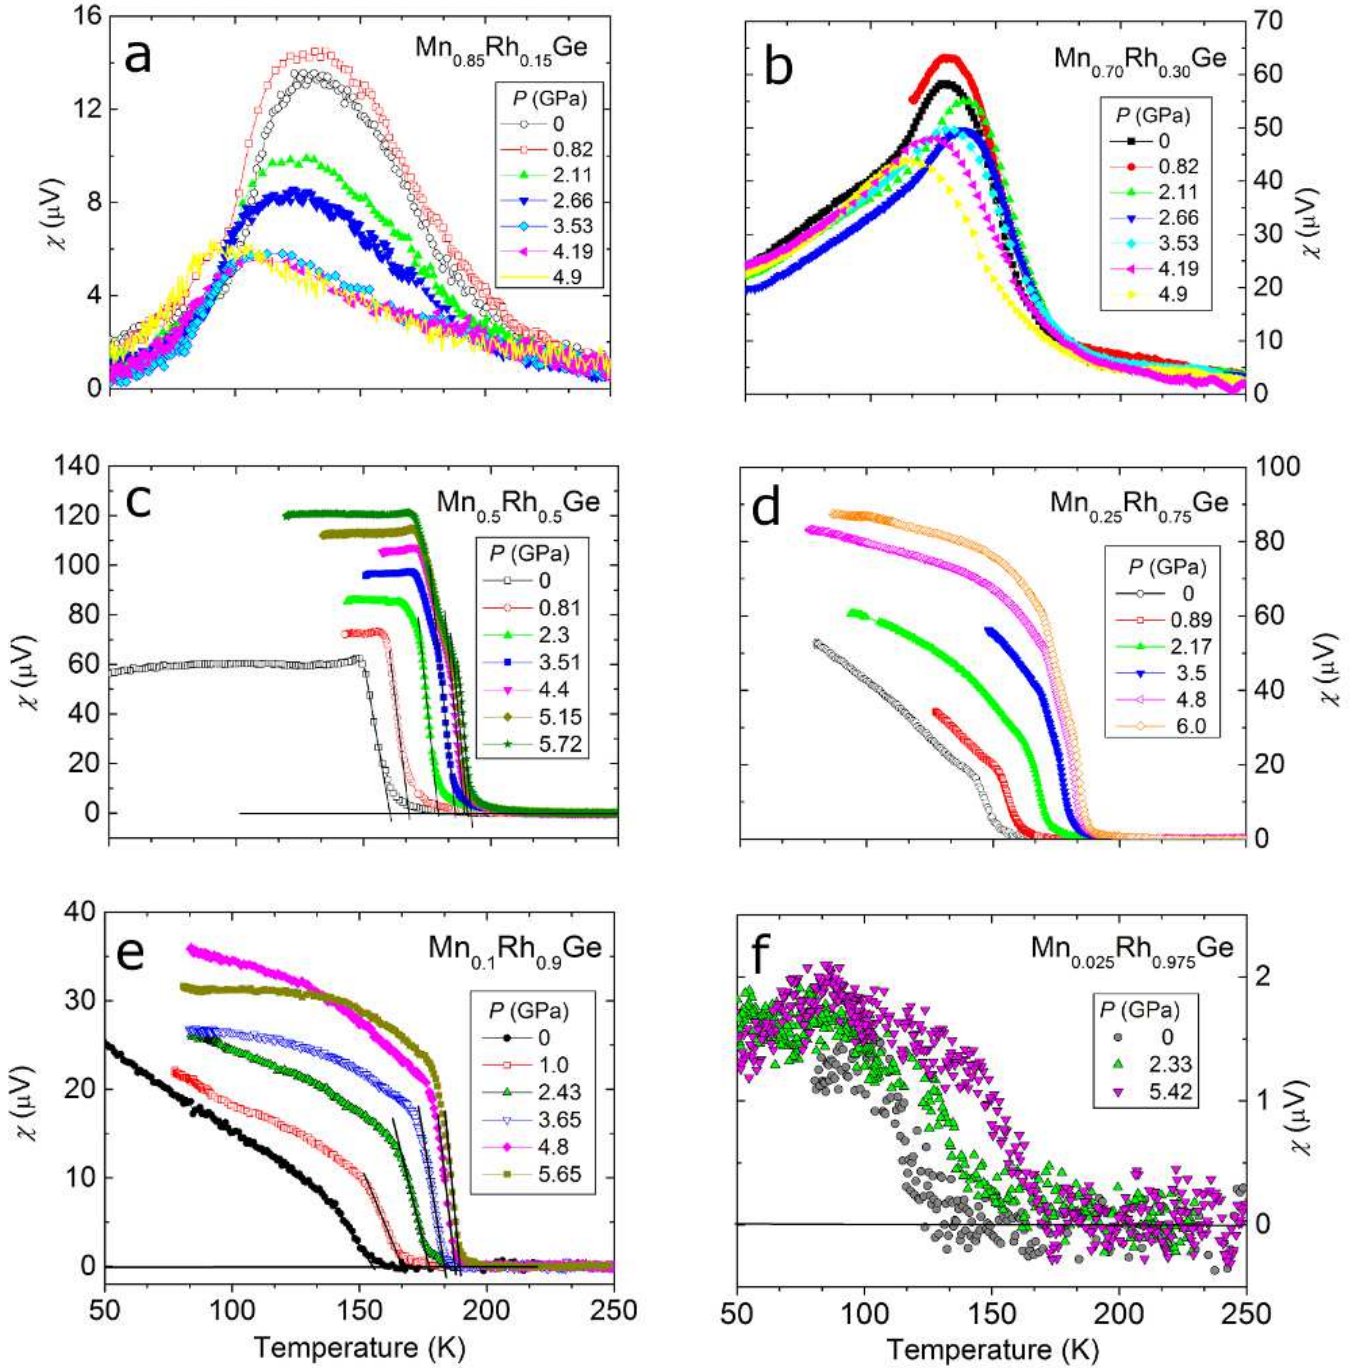 a
Mn0.85Rh0.15Ge
P (GPa)
0
0.82
2.11
2.66
3.53
4.19
4.9
16
12
8
4
0
χ (μV)
b
Mn0.70Rh0.30Ge
P (GPa)
0
0.82
2.11
2.66
3.53
4.19
4.9
70
60
50
40
30
20
10
0
χ (μV)
c
Mn0.5Rh0.5Ge
P (GPa)
0
0.81
2.3
3.51
4.4
5.15
5.72
140
120
100
80
60
40
20
0
χ (μV)
d
Mn0.25Rh0.75Ge
P (GPa)
0
0.89
2.17
3.5
4.8
6.0
100
80
60
40
20
0
χ (μV)
e
Mn0.1Rh0.9Ge
P (GPa)
0
1.0
2.43
3.65
4.8
5.65
40
30
20
10
0
χ (μV)
50 100 150 200 250
Temperature (K)
f
Mn0.025Rh0.975Ge
P (GPa)
0
2.33
5.42
2
1
0
χ (μV)
50 100 150 200 250
Temperature (K)